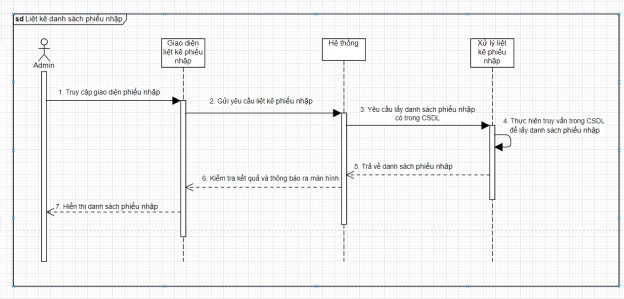 sd Liệt kê danh sách phiếu nhập
Admin
Giao diện
liệt kê phiếu
nhập
Hệ thống
Xử lý liệt
kê phiếu
nhập
1. Truy cập giao diện phiếu nhập
2. Gửi yêu cầu liệt kê phiếu nhập
3. Yêu cầu lấy danh sách phiếu nhập
có trong CSDL
4. Thực hiện truy vấn trong CSDL
để lấy danh sách phiếu nhập
5. Trả về danh sách phiếu nhập
6. Kiểm tra kết quả và thông báo ra màn hình
7. Hiển thị danh sách phiếu nhập